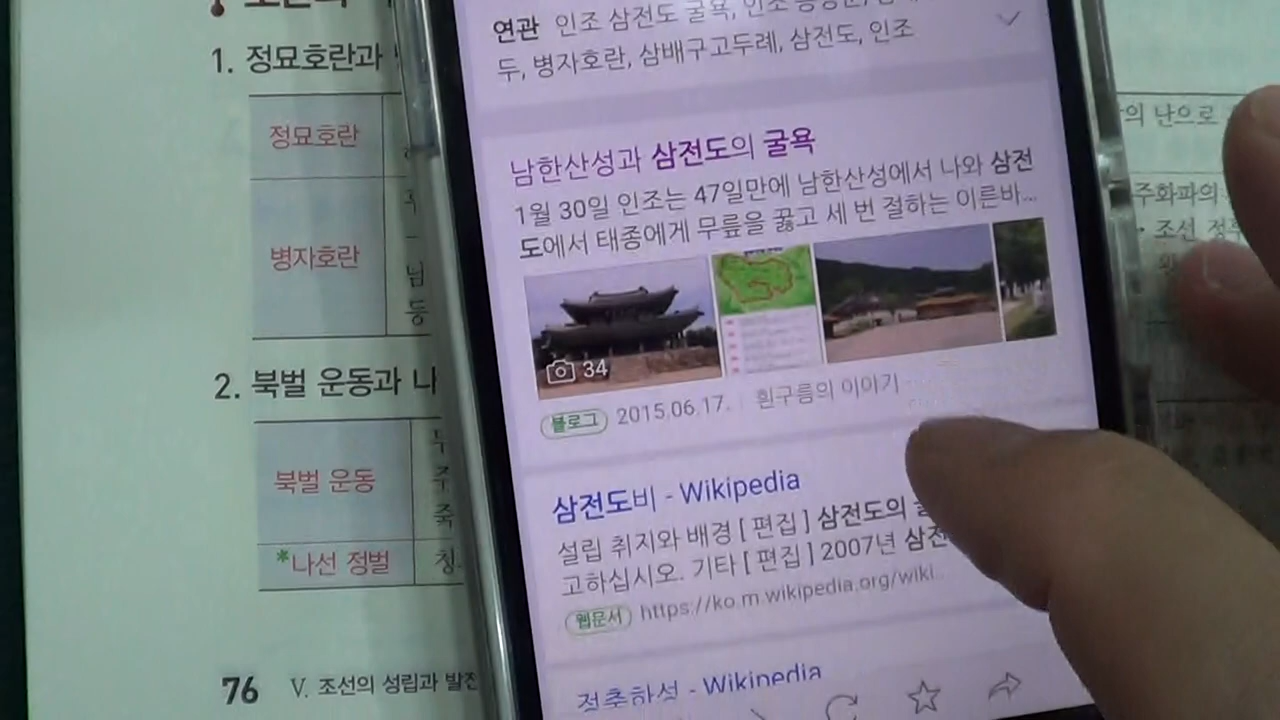 1. 정묘호란과
정묘호란
병자호란
님
등
2. 북벌 운동과 나
북벌 운동
*나선 정벌
76 V. 조선의 성립과 발전
연관 인조 삼전도 굴욕,
두, 병자호란, 삼배구고두례, 삼전도, 인조
남한산성과 삼전도의 굴욕
1월 30일 인조는 47일만에 남한산성에서 나와 삼전
도에서 태종에게 무릎을 꿇고 세 번 절하는 이른바...
34
블로그 2015.06.17. 흰구름의 이야기
삼전도비 - Wikipedia
설립 취지와 배경 [ 편집 ] 삼전도의
고하십시오. 기타 [ 편집 ] 2007년 삼전
웹문서 https://ko.m.wikipedia.org/wiki...
정축하성 - Wikipedia
의 난으로
주화파의
· 조선 정부